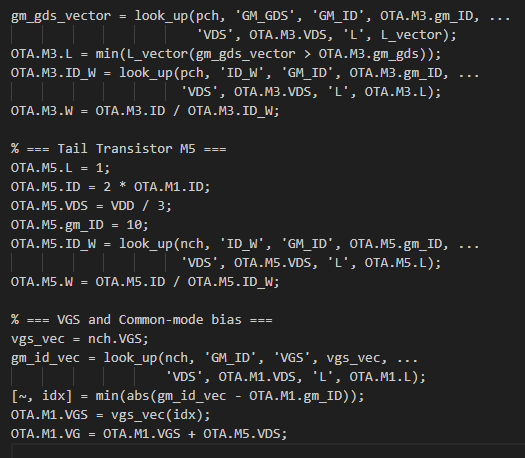 gm_gds_vector = look_up(pch, 'GM_GDS', 'GM_ID', OTA.M3.gm_ID, ...
                        'VDS', OTA.M3.VDS, 'L', L_vector);
OTA.M3.L = min(L_vector(gm_gds_vector > OTA.M3.gm_gds));
OTA.M3.ID_W = look_up(pch, 'ID_W', 'GM_ID', OTA.M3.gm_ID, ...
                      'VDS', OTA.M3.VDS, 'L', OTA.M3.L);
OTA.M3.W = OTA.M3.ID / OTA.M3.ID_W;

% === Tail Transistor M5 ===
OTA.M5.L = 1;
OTA.M5.ID = 2 * OTA.M1.ID;
OTA.M5.VDS = VDD / 3;
OTA.M5.gm_ID = 10;
OTA.M5.ID_W = look_up(nch, 'ID_W', 'GM_ID', OTA.M5.gm_ID, ...
                      'VDS', OTA.M5.VDS, 'L', OTA.M5.L);
OTA.M5.W = OTA.M5.ID / OTA.M5.ID_W;

% === VGS and Common-mode bias ===
vgs_vec = nch.VGS;
gm_id_vec = look_up(nch, 'GM_ID', 'VGS', vgs_vec, ...
                    'VDS', OTA.M1.VDS, 'L', OTA.M1.L);
[~, idx] = min(abs(gm_id_vec - OTA.M1.gm_ID));
OTA.M1.VGS = vgs_vec(idx);
OTA.M1.VG = OTA.M1.VGS + OTA.M5.VDS;